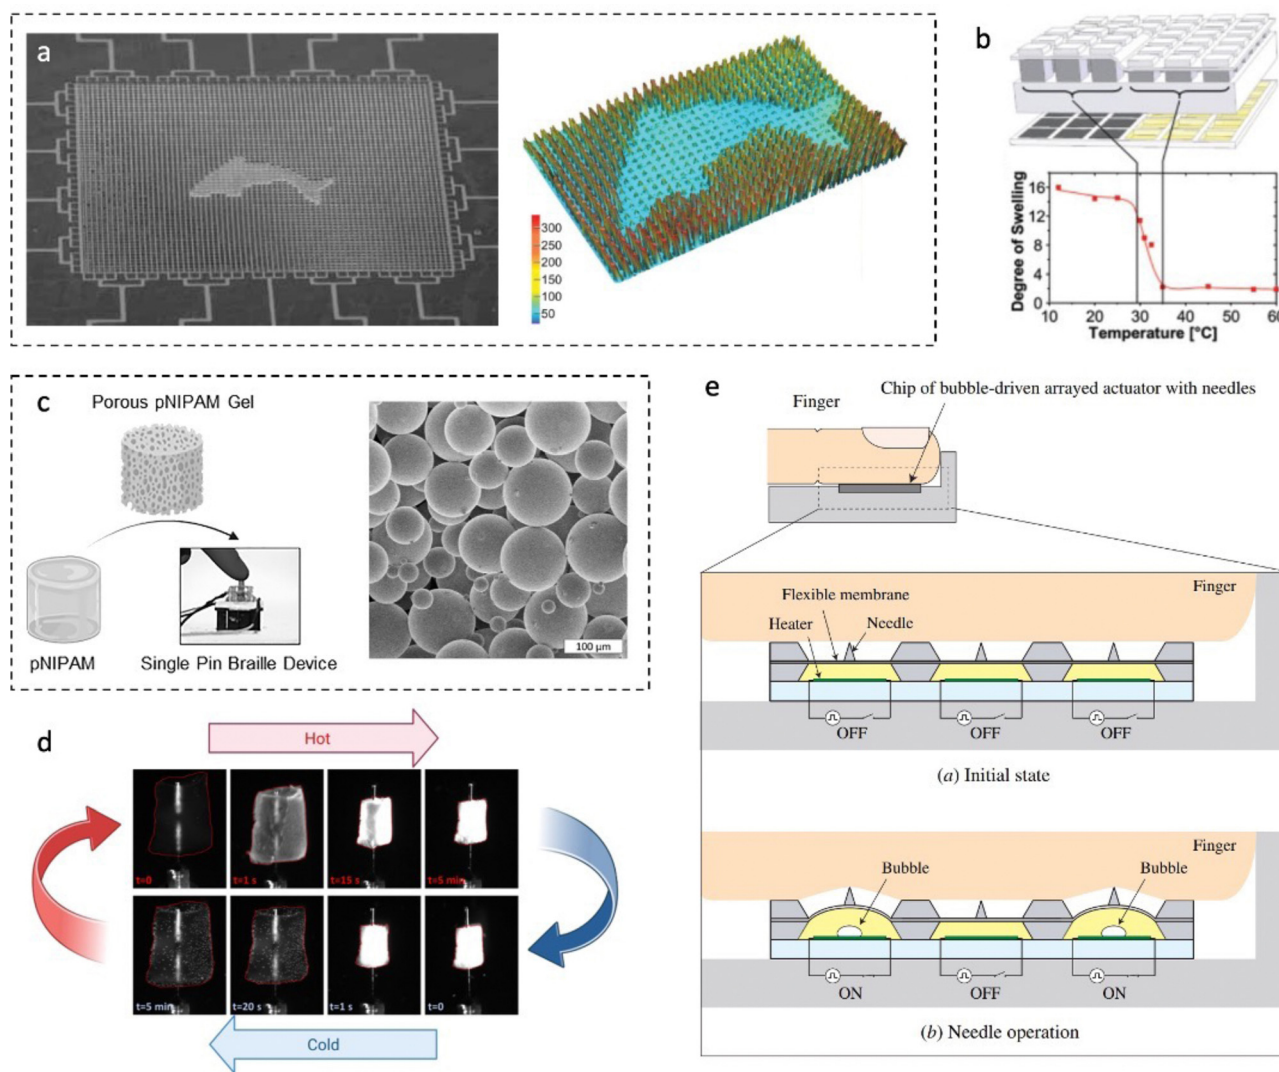 a
300
250
200
150
100
50
b
16
12
8
4
0
Degree of Swelling
10 20 30 40 50 60
Temperature [°C]
c
Porous pNIPAM Gel
pNIPAM
Single Pin Braille Device
100 µm
d
Hot
t=0 t=1 s t=15 s t=5 min
t=5 min t=20 s t=1 s t=0
Cold
e
Chip of bubble-driven arrayed actuator with needles
Finger
Finger
Flexible membrane
Heater Needle
OFF OFF OFF
(a) Initial state
Finger
Bubble Bubble
ON OFF ON
(b) Needle operation